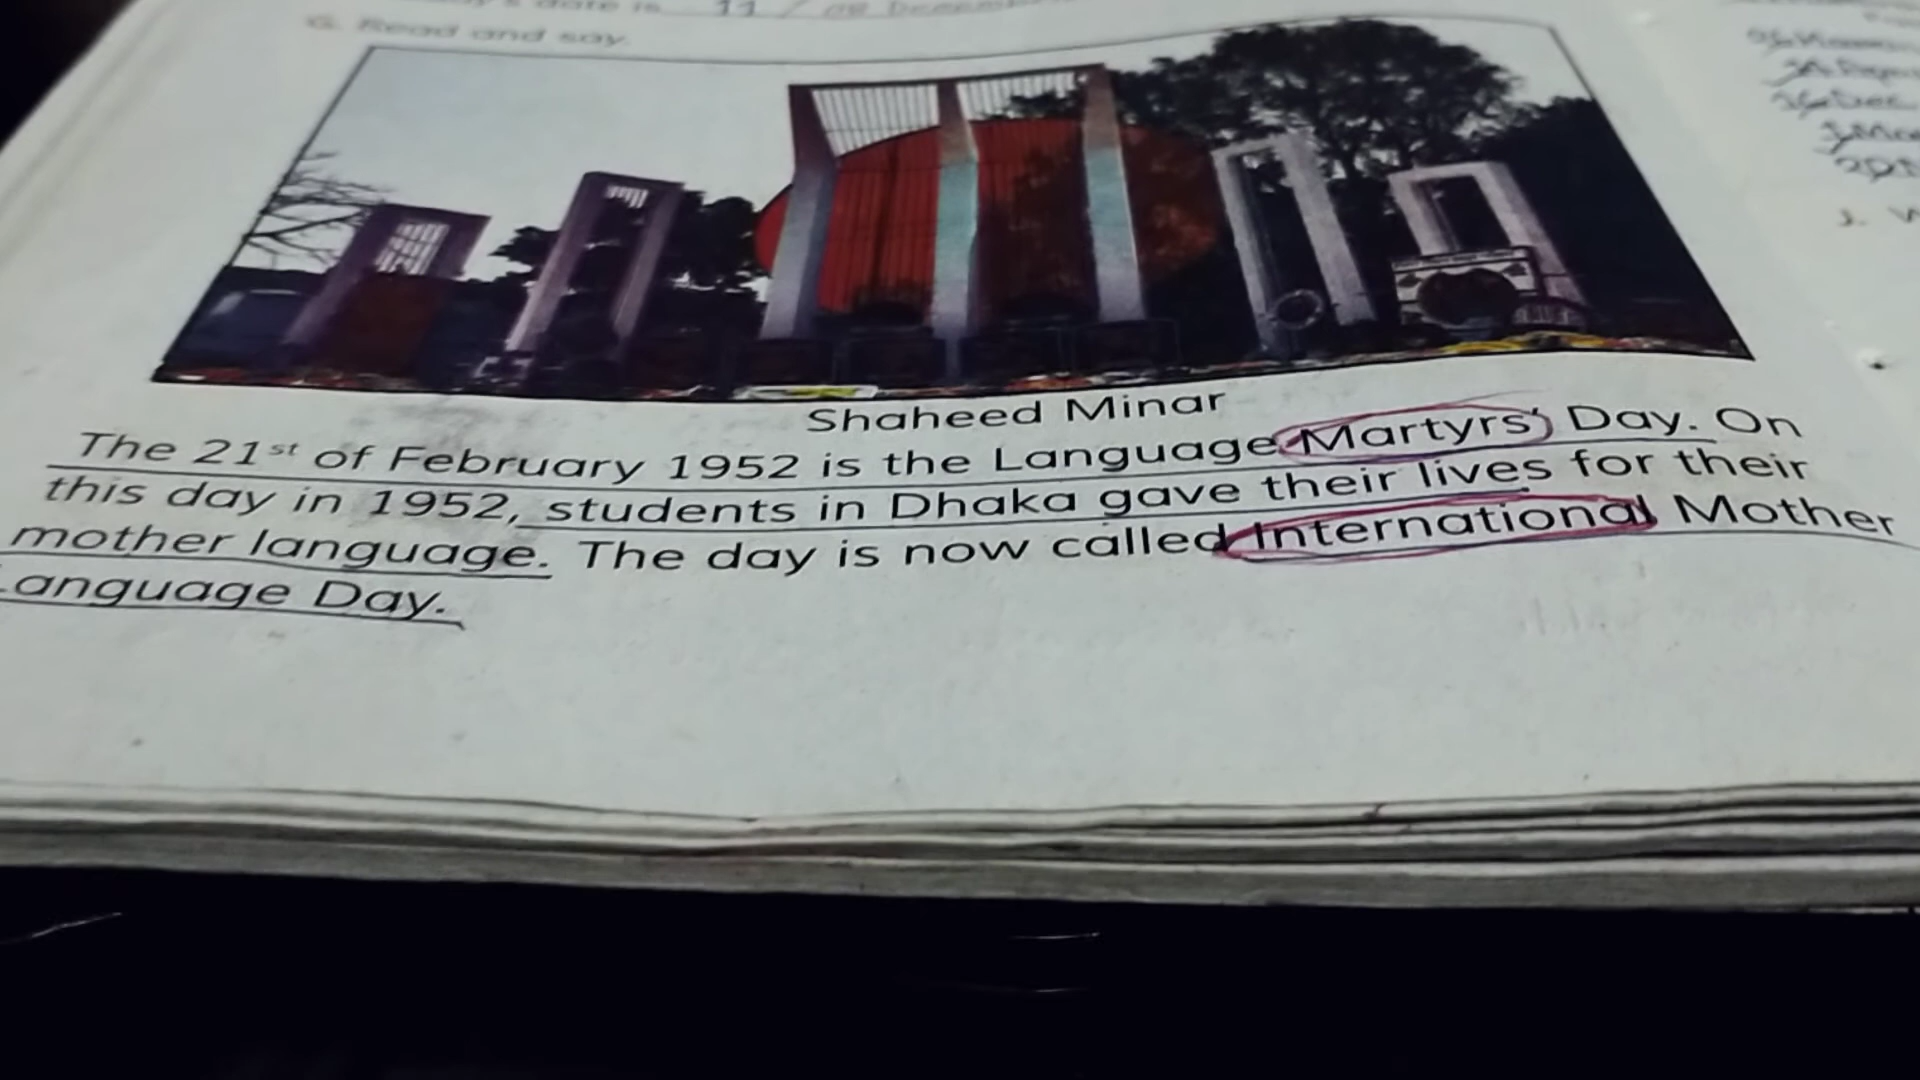 11
G. Read and say.
Shaheed Minar
The 21st of February 1952 is the Language Martyrs' Day. On
this day in 1952, students in Dhaka gave their lives for their
mother language. The day is now called International Mother
Language Day.